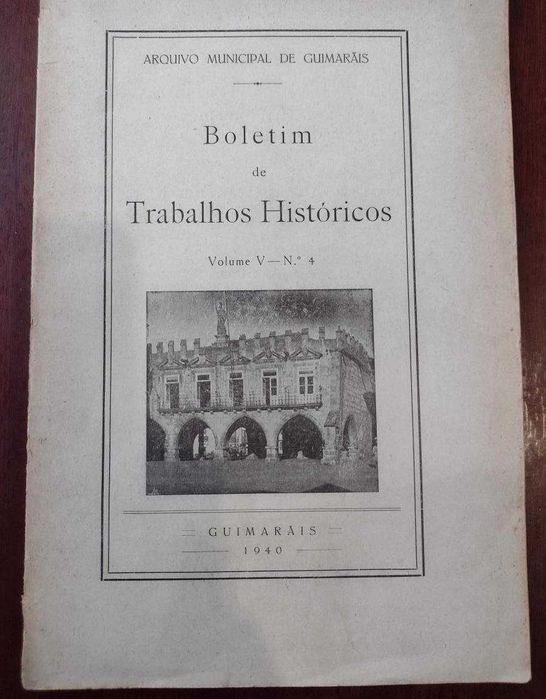 ARQUIVO MUNICIPAL DE GUIMARÃIS
Boletim
de
Trabalhos Históricos
Volume V — N.º 4
GUIMARÃIS
1940